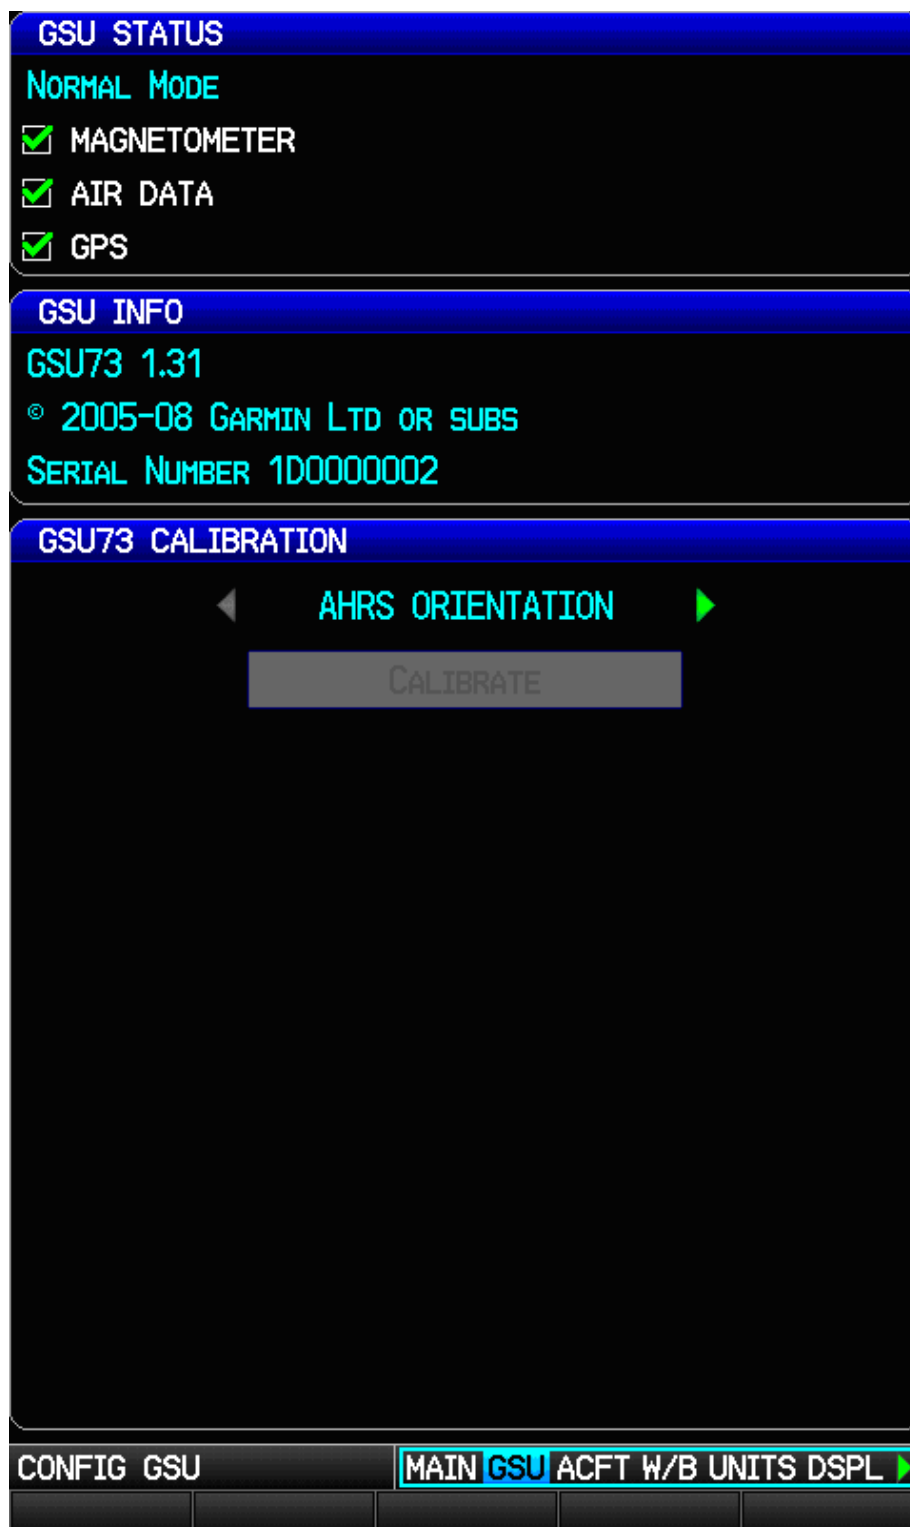 GSU STATUS
NORMAL MODE
MAGNETOMETER
AIR DATA
GPS
GSU INFO
GSU73 1.31
© 2005-08 GARMIN LTD OR SUBS
SERIAL NUMBER 1D0000002
GSU73 CALIBRATION
AHRS ORIENTATION
CALIBRATE
CONFIG GSU MAIN GSU ACFT W/B UNITS DSPL